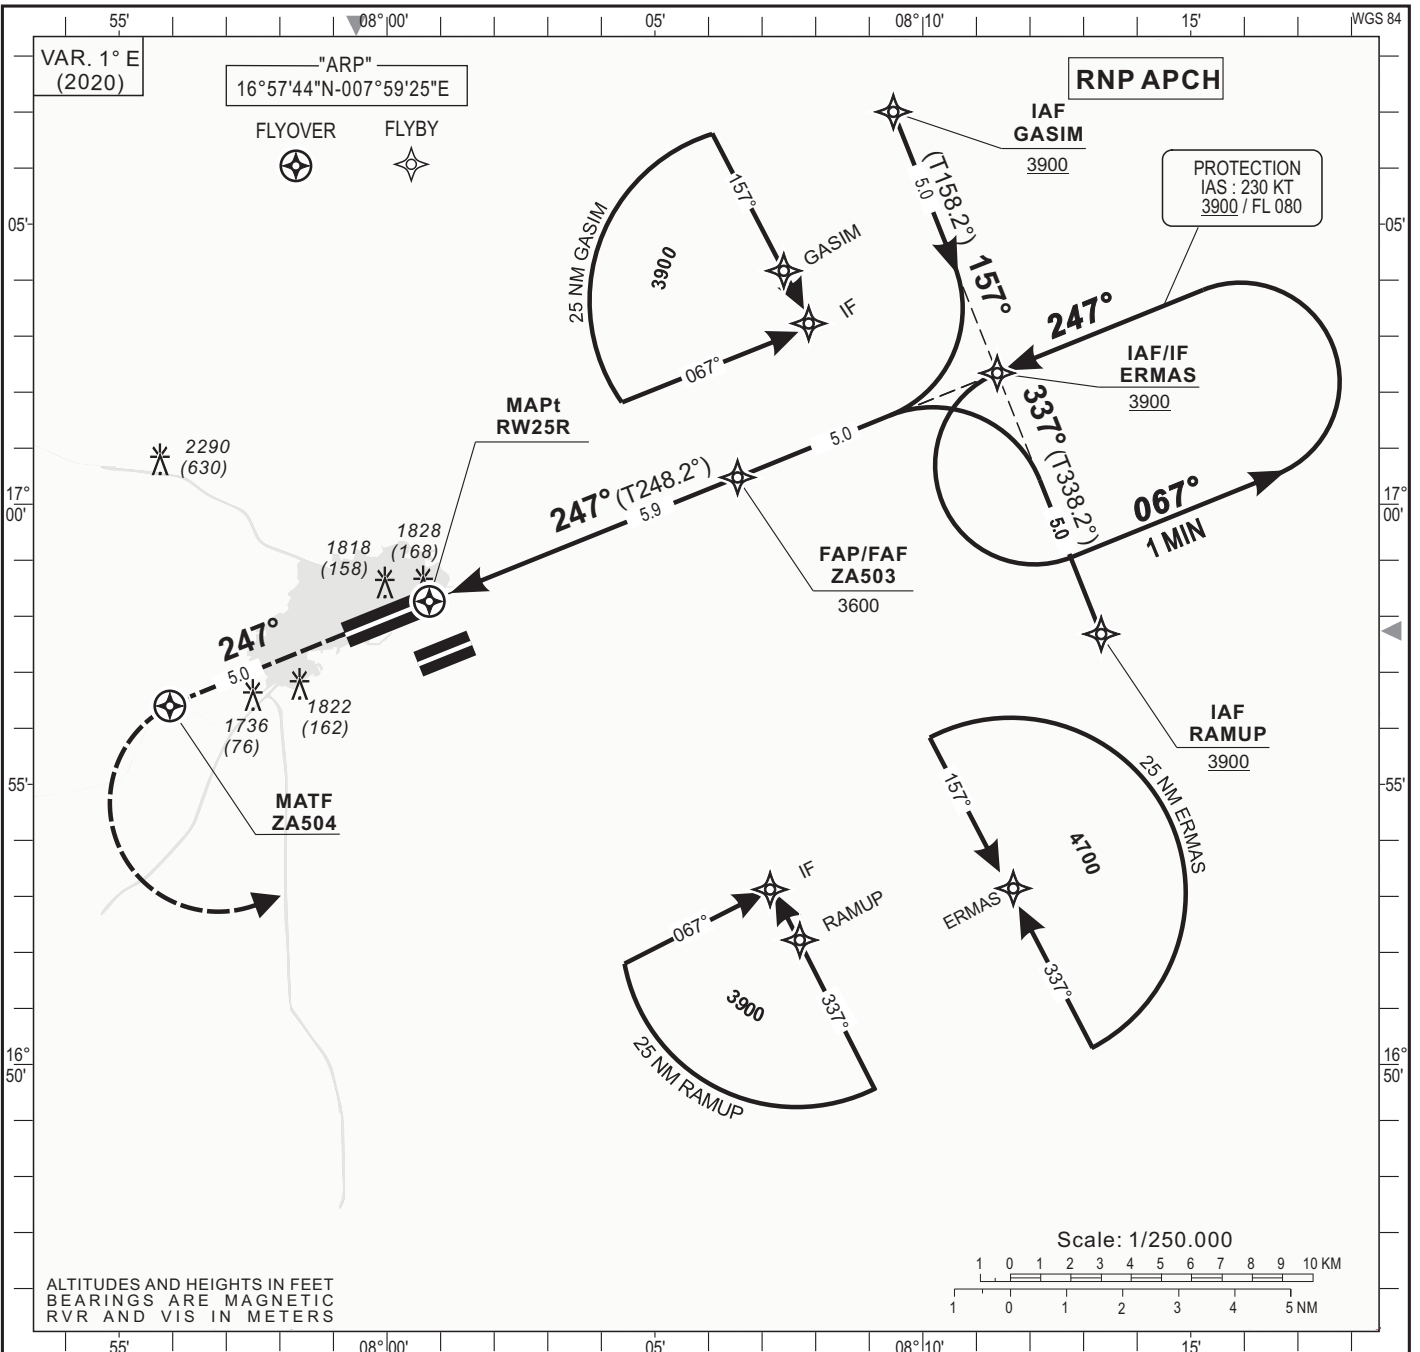 55'
08°00'
05'
08°10'
15'
WGS 84
VAR. 1° E
(2020)
"ARP"
16°57'44"N-007°59'25"E
FLYOVER
FLYBY
RNP APCH
IAF
GASIM
3900
PROTECTION
IAS : 230 KT
3900 / FL 080
05'
05'
157°
GASIM
IF
25 NM GASIM
3900
067°
(T158.2°)
5.0
157°
247°
IAF/IF
ERMAS
3900
337° (T338.2°)
5.0
067°
1 MIN
MAPt
RW25R
5.0
247° (T248.2°)
5.9
2290
(630)
17°
00'
17°
00'
1828
(168)
1818
(158)
FAP/FAF
ZA503
3600
247°
5.0
1822
(162)
1736
(76)
IAF
RAMUP
3900
55'
55'
MATF
ZA504
157°
25 NM ERMAS
4700
ERMAS
337°
IF
RAMUP
067°
3900
337°
25 NM RAMUP
16°
50'
16°
50'
Scale: 1/250.000
1 0 1 2 3 4 5 6 7 8 9 10 KM
1 0 1 2 3 4 5 NM
ALTITUDES AND HEIGHTS IN FEET
BEARINGS ARE MAGNETIC
RVR AND VIS IN METERS
55'
08°00'
05'
08°10'
15'